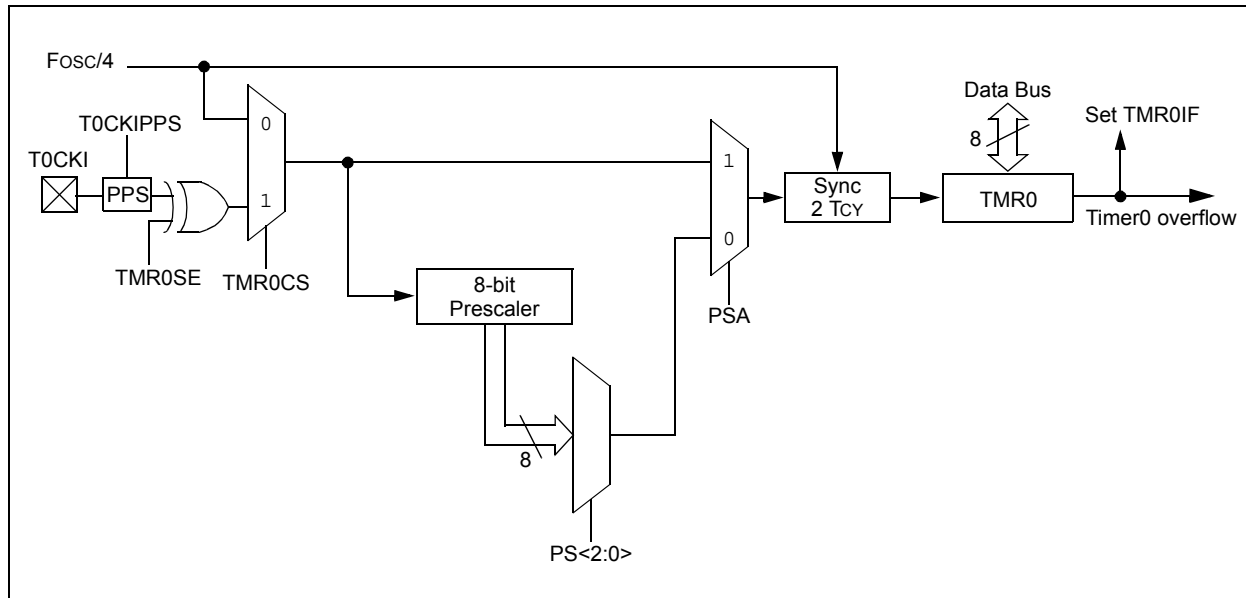 FOSC/4
Data Bus
Set TMR0IF
T0CKIPPS
0
8
T0CKI
1
Sync
2 TCY
PPS
1
TMR0
Timer0 overflow
0
TMR0SE
TMR0CS
8-bit
Prescaler
PSA
8
PS<2:0>